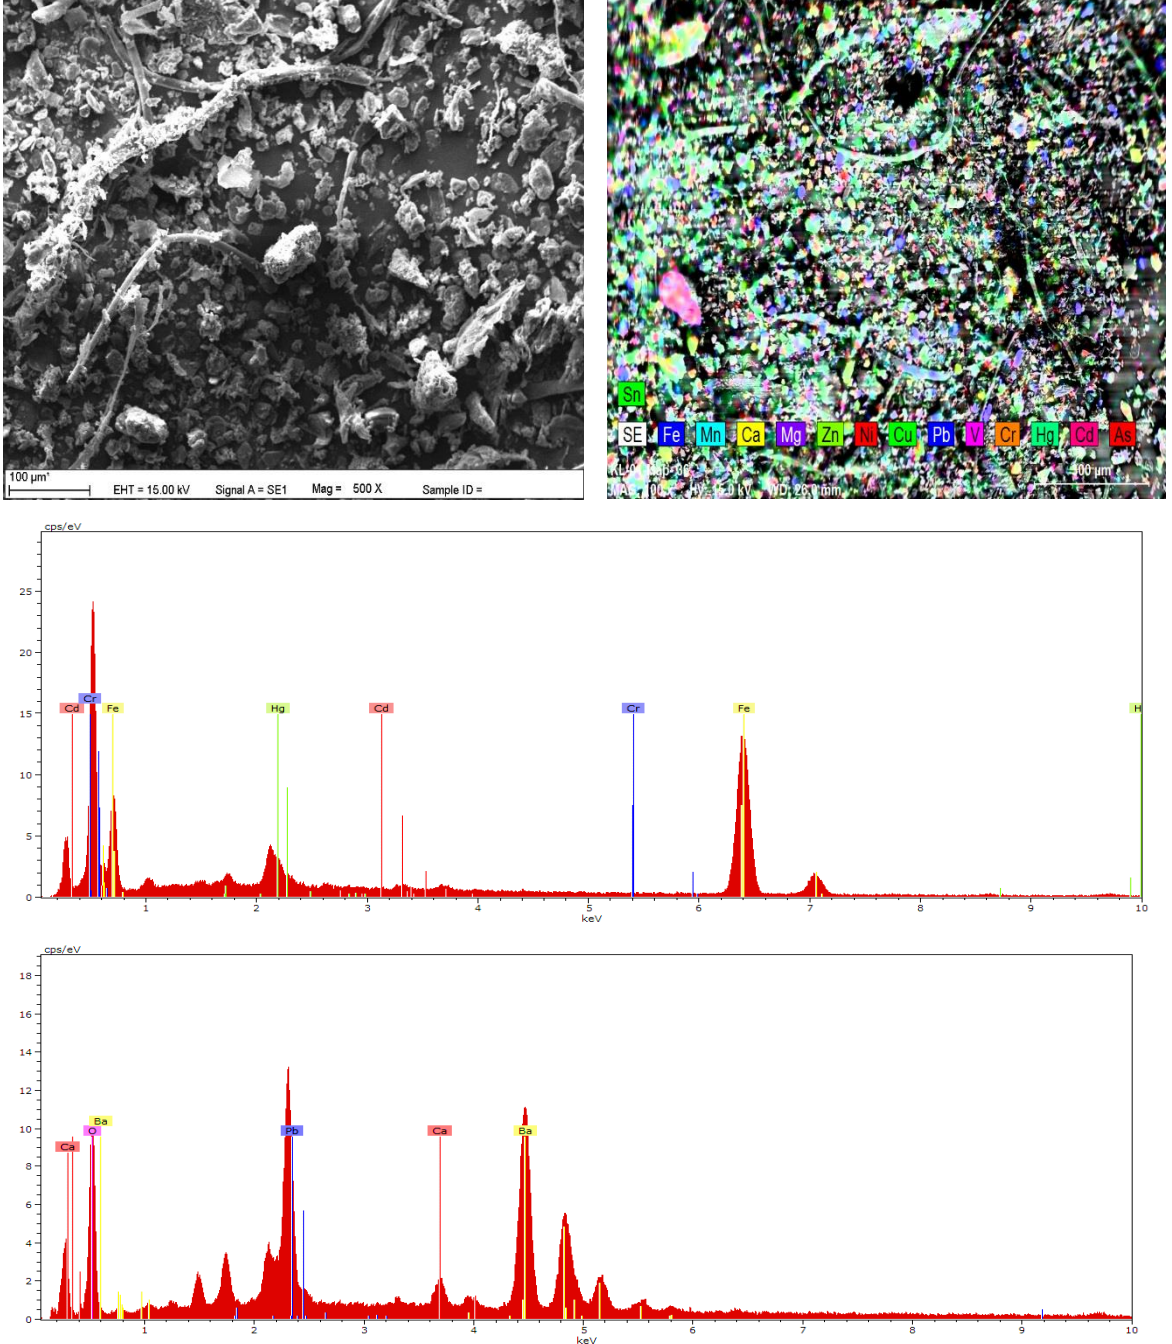 100 µm*
EHT = 15.00 kV Signal A = SE1 Mag = 500 X Sample ID =
Sn
SE Fe Mn Ca Mg Zn Ni Cu Pb V Cr Hg Cd As
300 µm
cps/eV
25
20
15
10
5
0
Cd Cr Fe Hg Cd Cr Fe H
1 2 3 4 5 6 7 8 9 10
keV
cps/eV
18
16
14
12
10
8
6
4
2
0
Ca O Ba Pb Ca Ba
1 2 3 4 5 6 7 8 9 10
keV